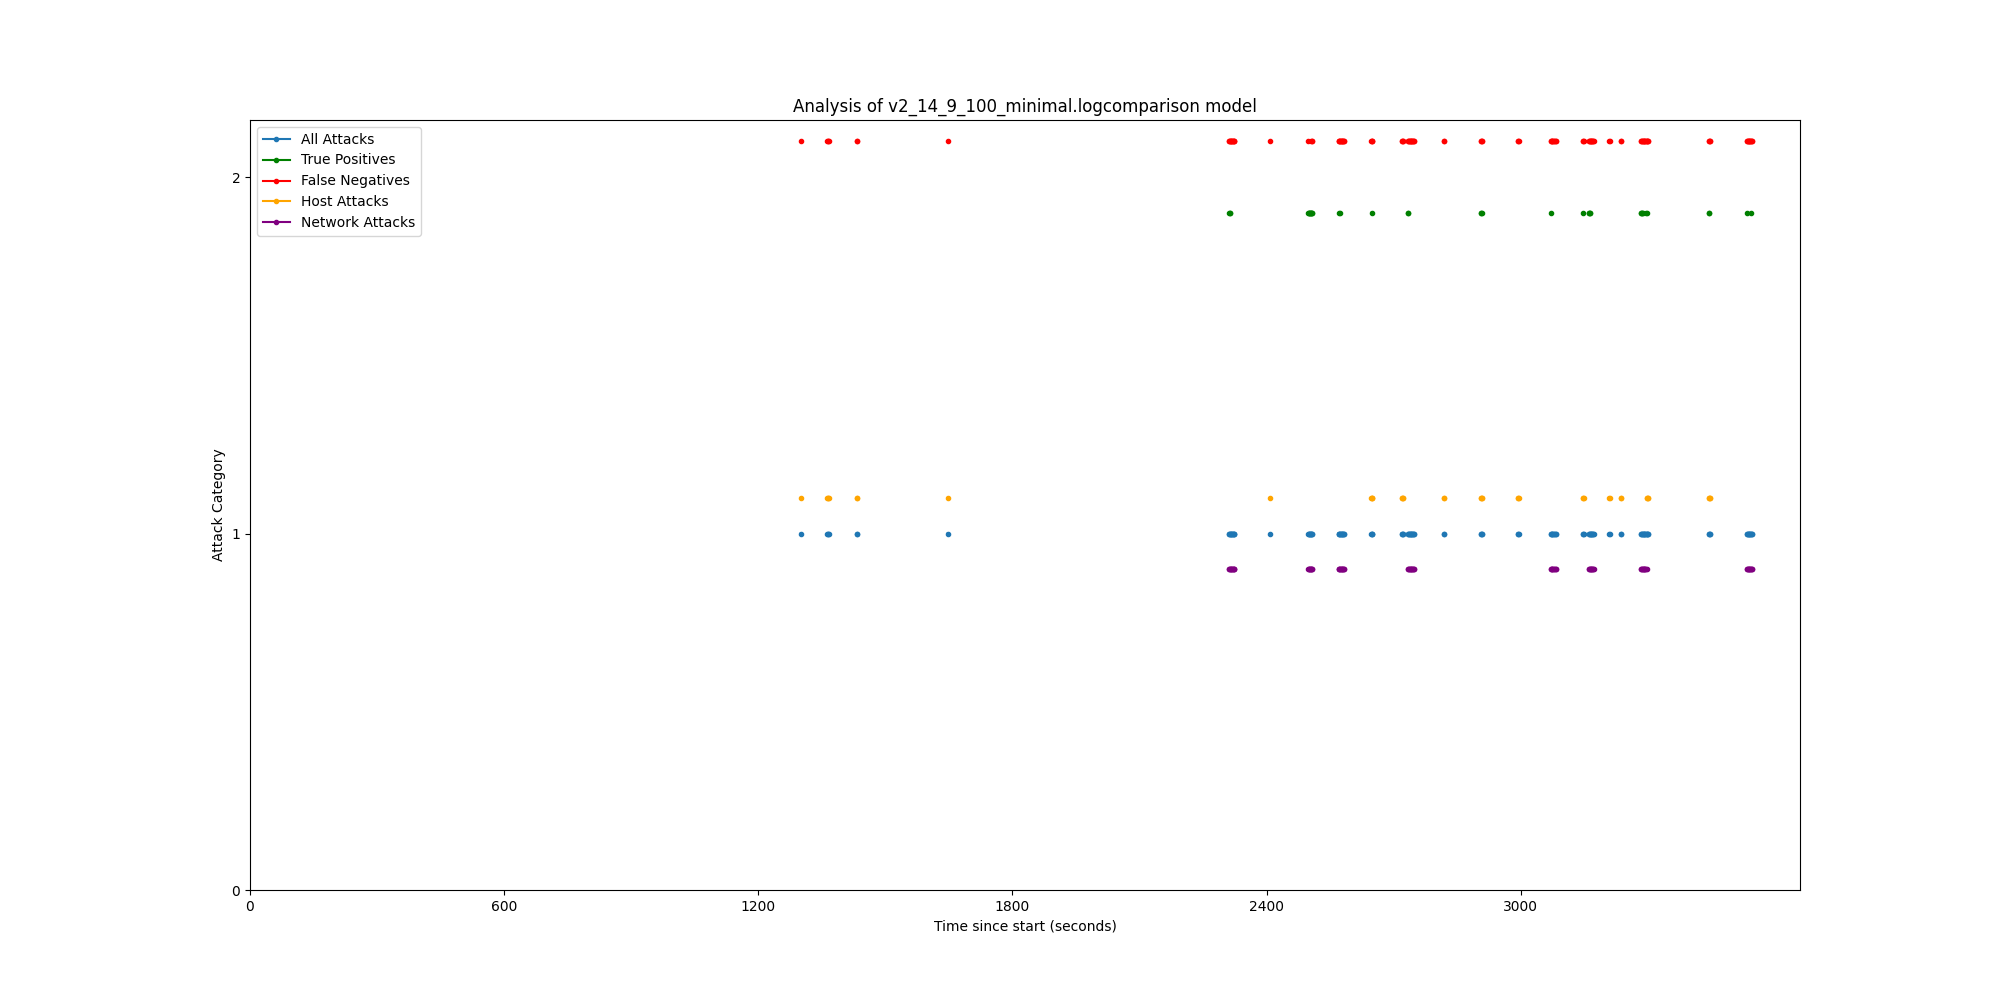 Analysis of v2_14_9_100_minimal.logcomparison model
All Attacks
True Positives
False Negatives
Host Attacks
Network Attacks
2
1
0
Attack Category
0 600 1200 1800 2400 3000
Time since start (seconds)